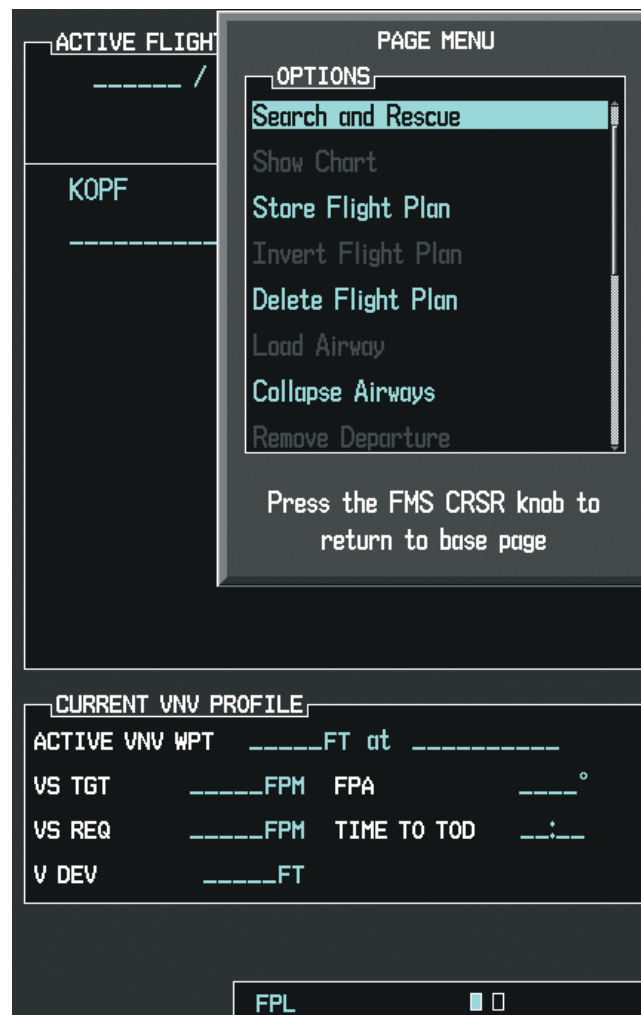 ACTIVE FLIGH
______ /
KOPF
__________
PAGE MENU
OPTIONS
Search and Rescue
Show Chart
Store Flight Plan
Invert Flight Plan
Delete Flight Plan
Load Airway
Collapse Airways
Remove Departure
Press the FMS CRSR knob to
return to base page
CURRENT VNV PROFILE
ACTIVE VNV WPT _____FT at __________
VS TGT _____FPM FPA ____°
VS REQ _____FPM TIME TO TOD __:__
V DEV _____FT
FPL